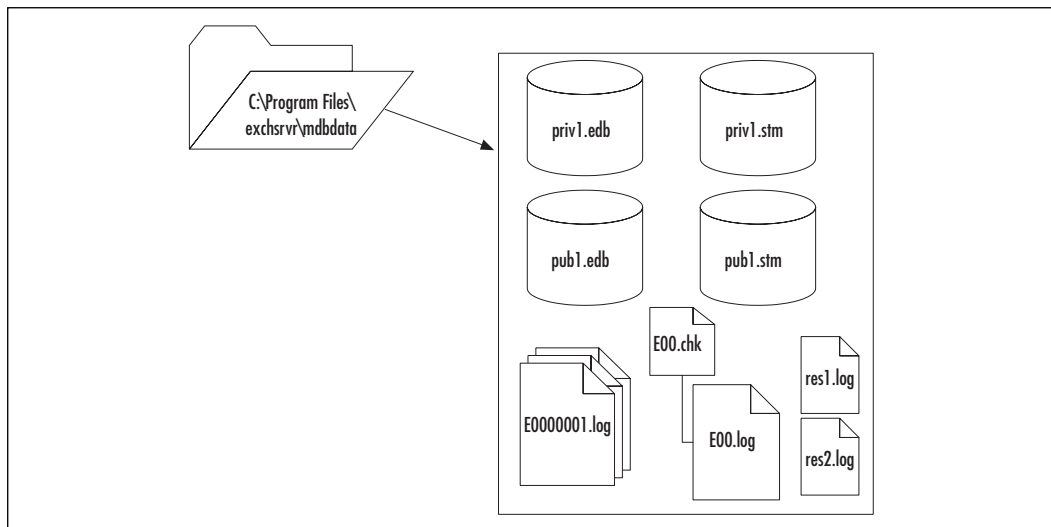 C:\Program Files\
exchsrvr\mdbdata
priv1.edb
priv1.stm
pub1.edb
pub1.stm
E00.chk
E0000001.log
E00.log
res1.log
res2.log